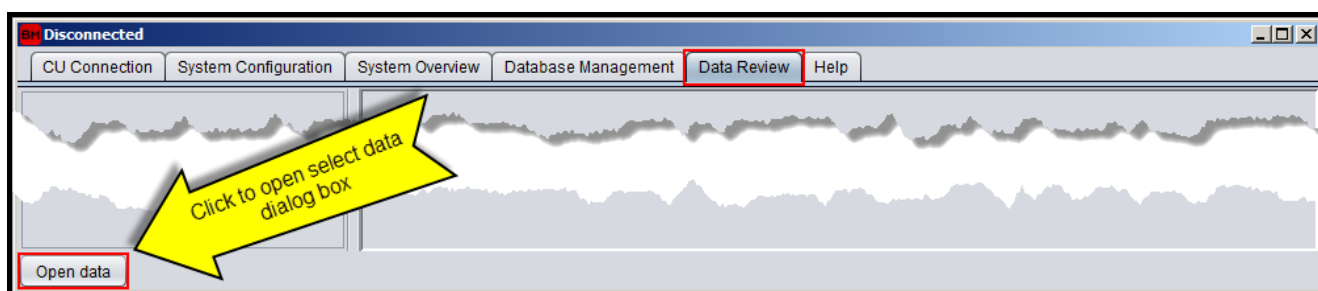 BM Disconnected
CU Connection System Configuration System Overview Database Management Data Review Help
Click to open select data
dialog box
Open data